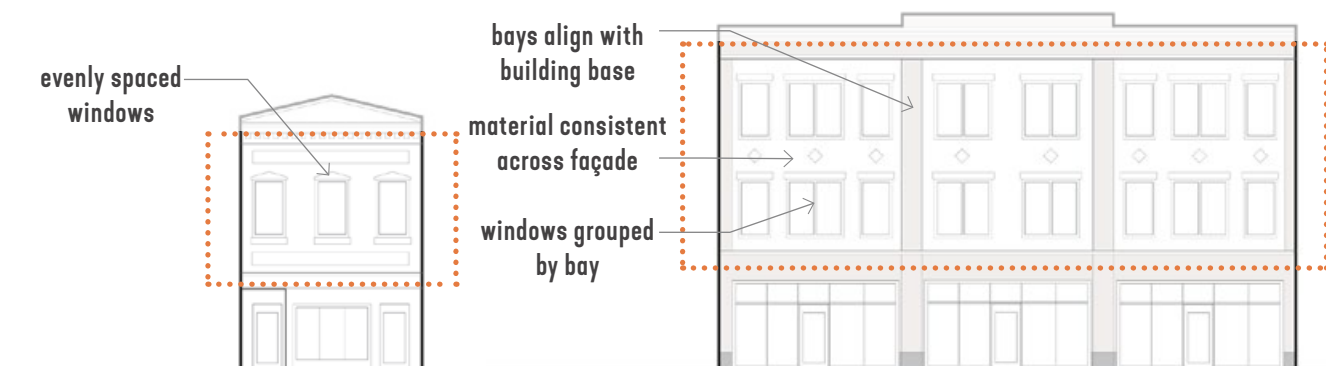 evenly spaced
windows
bays align with
building base
material consistent
across façade
windows grouped
by bay